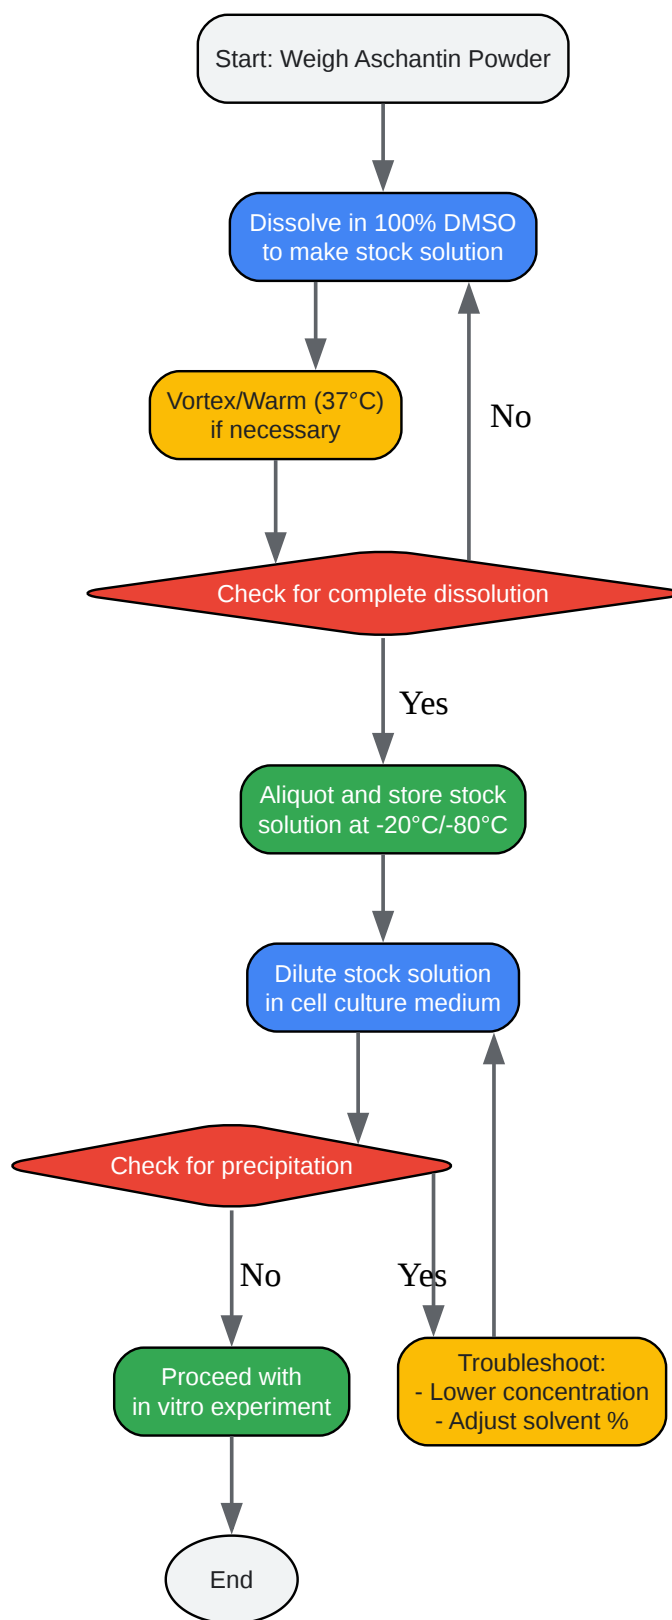 Start: Weigh Aschantin Powder
Dissolve in 100% DMSO
to make stock solution
Vortex/Warm (37°C)
if necessary
No
Check for complete dissolution
Yes
Aliquot and store stock
solution at -20°C/-80°C
Dilute stock solution
in cell culture medium
Check for precipitation
No
Yes
Proceed with
in vitro experiment
Troubleshoot:
- Lower concentration
- Adjust solvent %
End